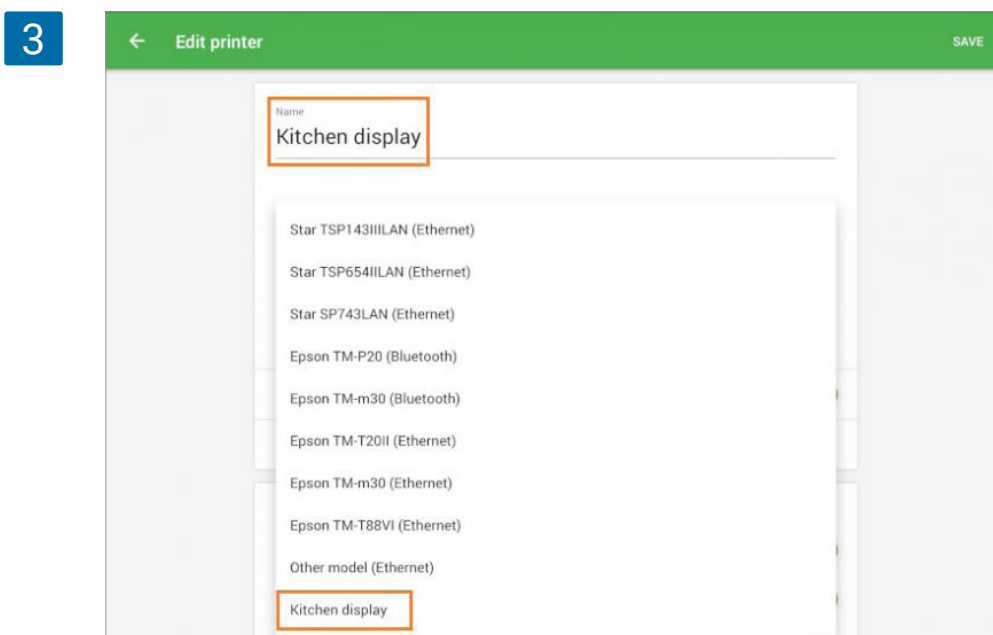 3
← Edit printer SAVE
Name
Kitchen display
Star TSP143IIILAN (Ethernet)
Star TSP654IILAN (Ethernet)
Star SP743LAN (Ethernet)
Epson TM-P20 (Bluetooth)
Epson TM-m30 (Bluetooth)
Epson TM-T20II (Ethernet)
Epson TM-m30 (Ethernet)
Epson TM-T88VI (Ethernet)
Other model (Ethernet)
Kitchen display